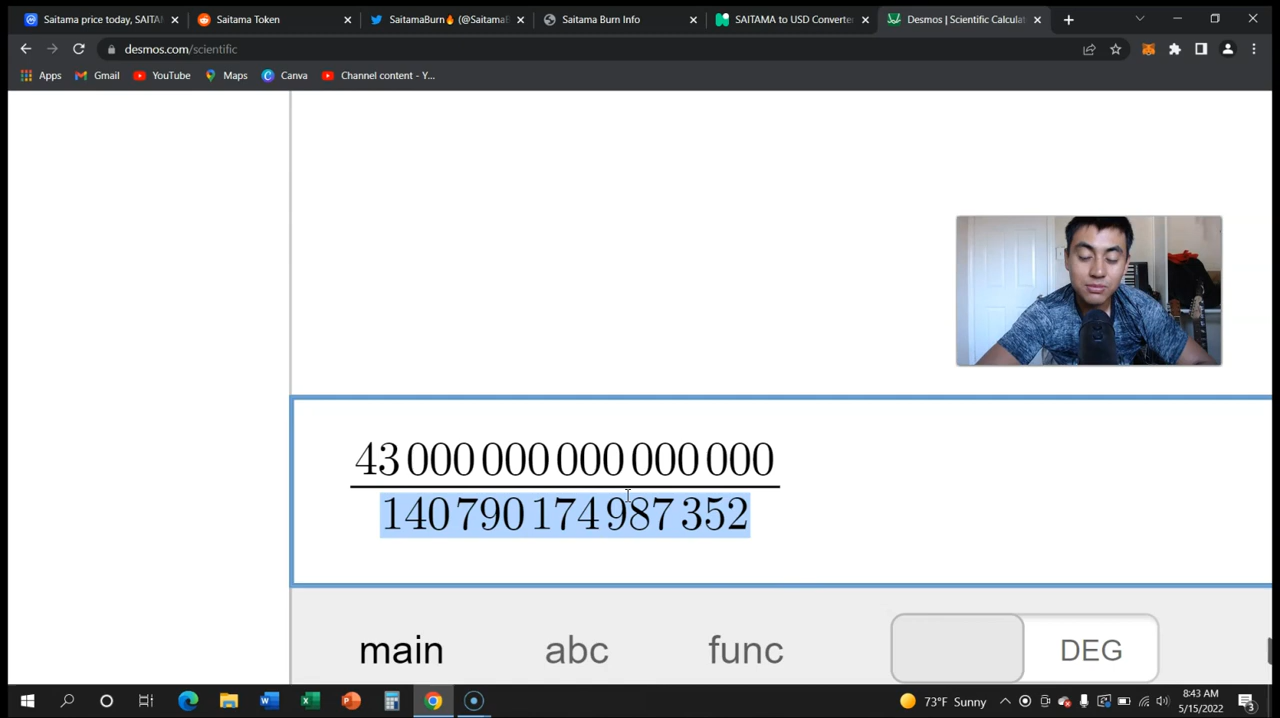 Saitama price today, SAITA
Saitama Token
SaitamaBurn🔥 (@SaitamaB
Saitama Burn Info
SAITAMA to USD Converte
Desmos | Scientific Calculat
desmos.com/scientific
Apps
Gmail
YouTube
Maps
Canva
Channel content - Y...
43 000 000 000 000 000
140 790 174 987 352
main
abc
func
DEG
73°F Sunny
8:43 AM
5/15/2022
3